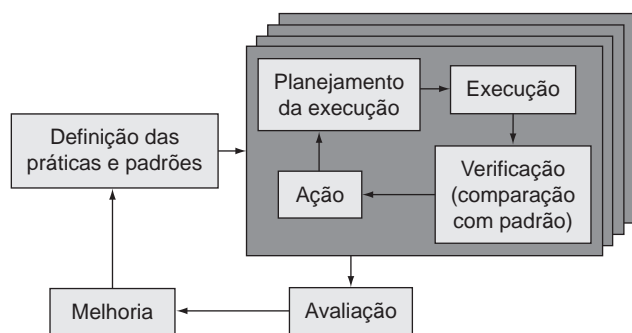 Planejamento
da execução
Execução
Definição das
práticas e padrões
Verificação
(comparação
com padrão)
Ação
Melhoria
Avaliação